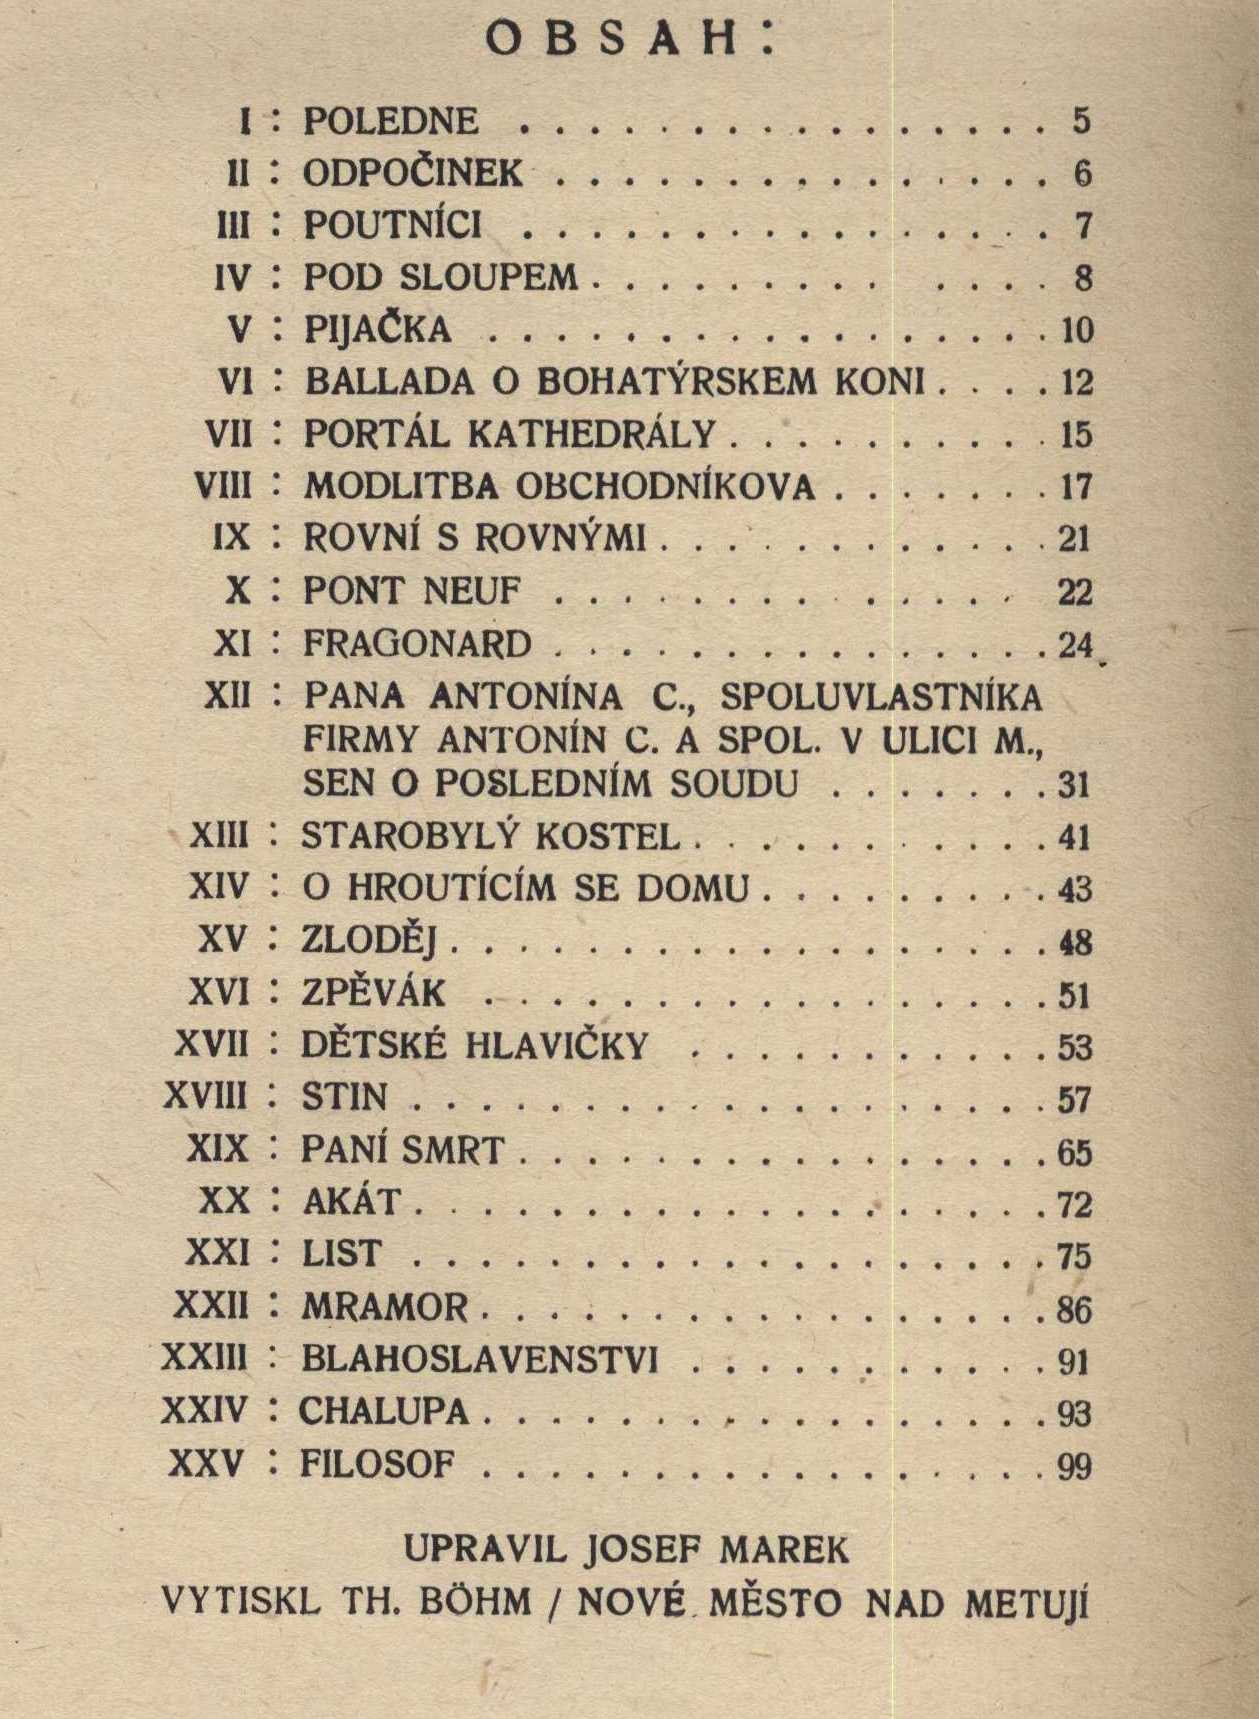 OBSAH:
I : POLEDNE . . . . . . . . . . . . . . . . 5
II : ODPOČINEK . . . . . . . . . . . . . . . 6
III : POUTNÍCI . . . . . . . . . . . . . . . . 7
IV : POD SLOUPEM . . . . . . . . . . . . . 8
V : PIJAČKA . . . . . . . . . . . . . . . . . 10
VI : BALLADA O BOHATÝRSKEM KONI . . . . 12
VII : PORTÁL KATHEDRÁLY . . . . . . . . . . 15
VIII : MODLITBA OBCHODNÍKOVA . . . . . . . 17
IX : ROVNÍ S ROVNÝMI . . . . . . . . . . . . 21
X : PONT NEUF . . . . . . . . . . . . . . 22
XI : FRAGONARD . . . . . . . . . . . . . . . 24
XII : PANA ANTONÍNA C., SPOLUVLASTNÍKA
FIRMY ANTONÍN C. A SPOL. V ULICI M.,
SEN O POSLEDNÍM SOUDU . . . . . . . 31
XIII : STAROBYLÝ KOSTEL . . . . . . . . . . . 41
XIV : O HROUTÍCÍM SE DOMU . . . . . . . . . 43
XV : ZLODĚJ . . . . . . . . . . . . . . . . . . 48
XVI : ZPĚVÁK . . . . . . . . . . . . . . . . . 51
XVII : DĚTSKÉ HLAVIČKY . . . . . . . . . . . 53
XVIII : STIN . . . . . . . . . . . . . . . . . . . 57
XIX : PANÍ SMRT . . . . . . . . . . . . . . . . 65
XX : AKÁT . . . . . . . . . . . . . . . . . . . 72
XXI : LIST . . . . . . . . . . . . . . . . . . . 75
XXII : MRAMOR . . . . . . . . . . . . . . . . . 86
XXIII : BLAHOSLAVENSTVI . . . . . . . . . . . 91
XXIV : CHALUPA . . . . . . . . . . . . . . . . . 93
XXV : FILOSOF . . . . . . . . . . . . . . . . . 99
UPRAVIL JOSEF MAREK
VYTISKL TH. BÖHM / NOVÉ MĚSTO NAD METUJÍ